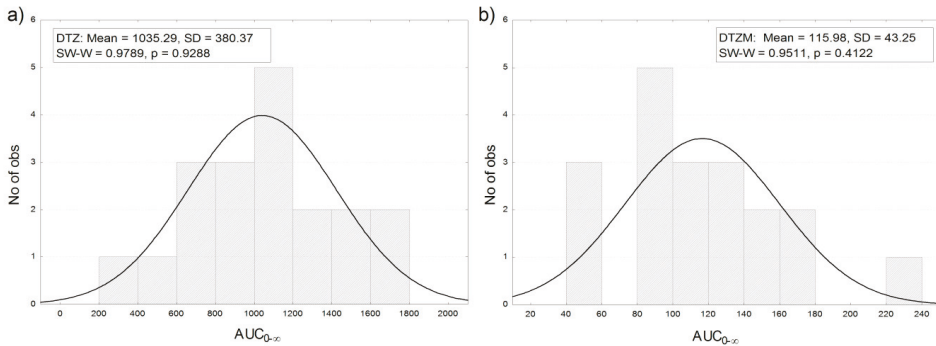 a)
DTZ: Mean = 1035.29, SD = 380.37
SW-W = 0.9789, p = 0.9288
No of obs
6
5
4
3
2
1
0
0 200 400 600 800 1000 1200 1400 1600 1800 2000
AUC0-∞
b)
DTZM: Mean = 115.98, SD = 43.25
SW-W = 0.9511, p = 0.4122
No of obs
6
5
4
3
2
1
0
20 40 60 80 100 120 140 160 180 200 220 240
AUC0-∞